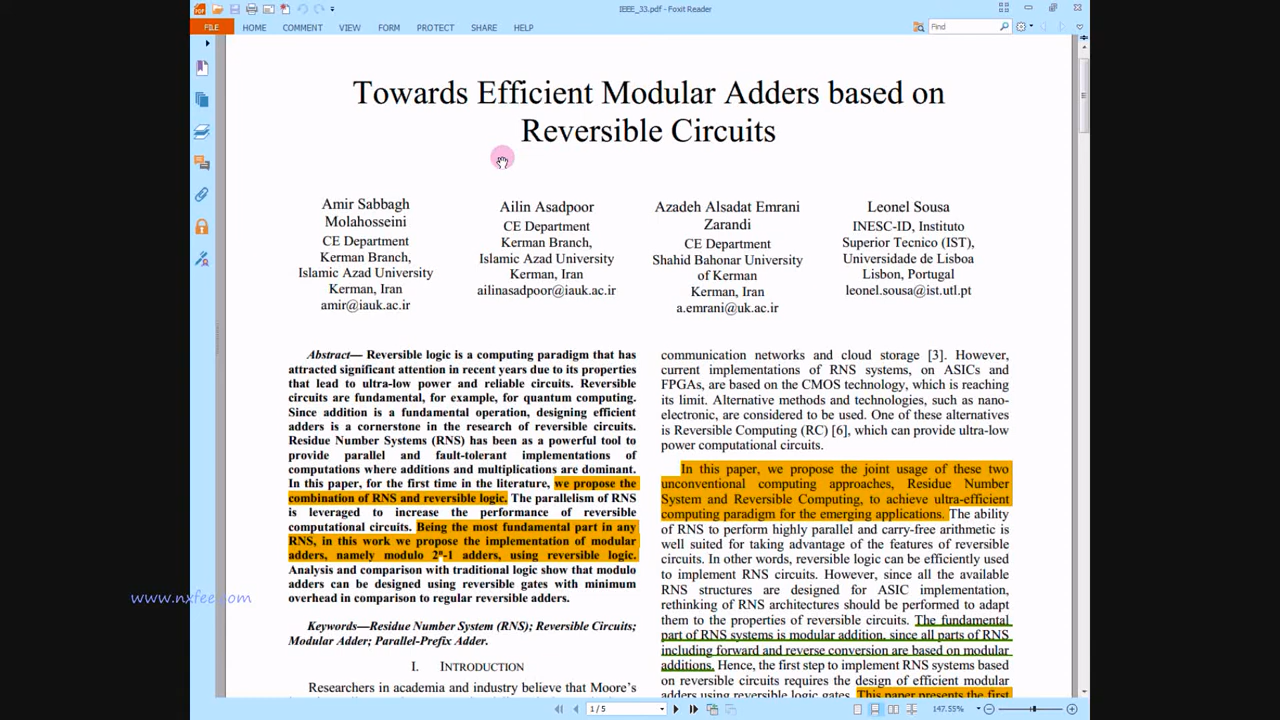 IEEE_33.pdf - Foxit Reader
FILE HOME COMMENT VIEW FORM PROTECT SHARE HELP
Find
Towards Efficient Modular Adders based on
Reversible Circuits
Amir Sabbagh
Molahosseini
CE Department
Kerman Branch,
Islamic Azad University
Kerman, Iran
amir@iauk.ac.ir
Ailin Asadpoor
CE Department
Kerman Branch,
Islamic Azad University
Kerman, Iran
ailinasadpoor@iauk.ac.ir
Azadeh Alsadat Emrani
Zarandi
CE Department
Shahid Bahonar University
of Kerman
Kerman, Iran
a.emrani@uk.ac.ir
Leonel Sousa
INESC-ID, Instituto
Superior Tecnico (IST),
Universidade de Lisboa
Lisbon, Portugal
leonel.sousa@ist.utl.pt
Abstract— Reversible logic is a computing paradigm that has
attracted significant attention in recent years due to its properties
that lead to ultra-low power and reliable circuits. Reversible
circuits are fundamental, for example, for quantum computing.
Since addition is a fundamental operation, designing efficient
adders is a cornerstone in the research of reversible circuits.
Residue Number Systems (RNS) has been as a powerful tool to
provide parallel and fault-tolerant implementations of
computations where additions and multiplications are dominant.
In this paper, for the first time in the literature, we propose the
combination of RNS and reversible logic. The parallelism of RNS
is leveraged to increase the performance of reversible
computational circuits. Being the most fundamental part in any
RNS, in this work we propose the implementation of modular
adders, namely modulo 2ⁿ-1 adders, using reversible logic.
Analysis and comparison with traditional logic show that modulo
adders can be designed using reversible gates with minimum
overhead in comparison to regular reversible adders.
Keywords—Residue Number System (RNS); Reversible Circuits;
Modular Adder; Parallel-Prefix Adder.
I. INTRODUCTION
Researchers in academia and industry believe that Moore's
communication networks and cloud storage [3]. However,
current implementations of RNS systems, on ASICs and
FPGAs, are based on the CMOS technology, which is reaching
its limit. Alternative methods and technologies, such as nano-
electronic, are considered to be used. One of these alternatives
is Reversible Computing (RC) [6], which can provide ultra-low
power computational circuits.
In this paper, we propose the joint usage of these two
unconventional computing approaches, Residue Number
System and Reversible Computing, to achieve ultra-efficient
computing paradigm for the emerging applications. The ability
of RNS to perform highly parallel and carry-free arithmetic is
well suited for taking advantage of the features of reversible
circuits. In other words, reversible logic can be efficiently used
to implement RNS circuits. However, since all the available
RNS structures are designed for ASIC implementation,
rethinking of RNS architectures should be performed to adapt
them to the properties of reversible circuits. The fundamental
part of RNS systems is modular addition, since all parts of RNS
including forward and reverse conversion are based on modular
additions. Hence, the first step to implement RNS systems based
on reversible circuits requires the design of efficient modular
adders using reversible logic gates. This paper presents the first
www.nxfee.com
1 / 5
147.55%